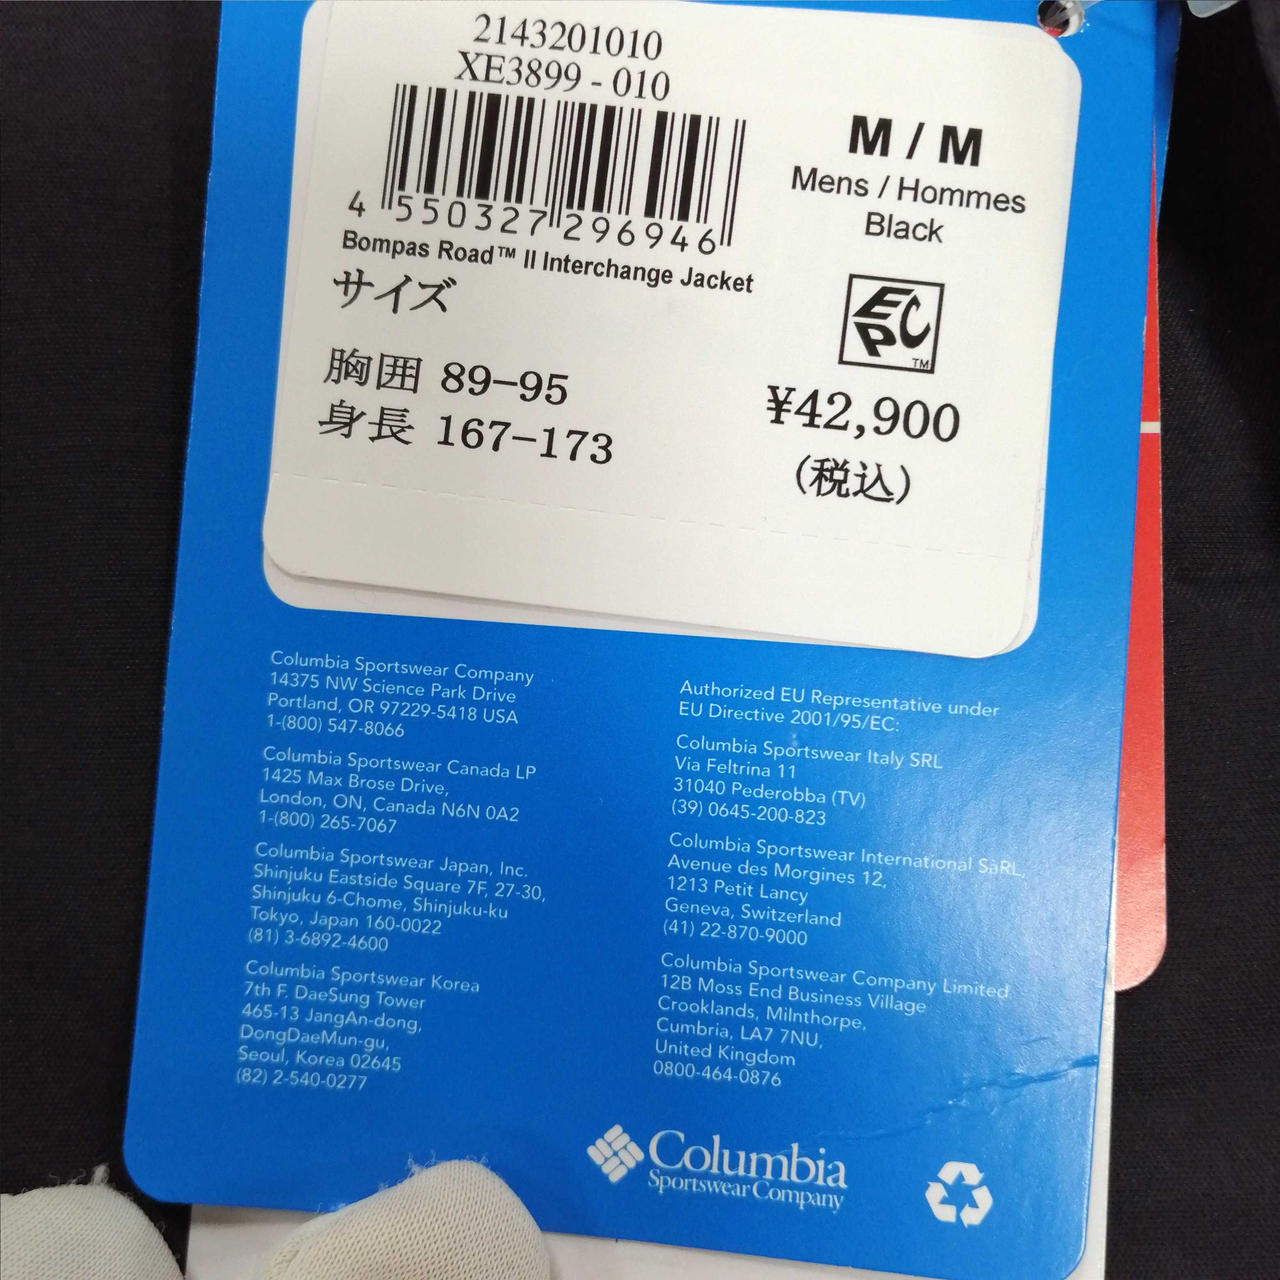 2143201010
XE3899 - 010
4 550327 296946
Bompas Road™ II Interchange Jacket
サイズ
胸囲 89-95
身長 167-173
M / M
Mens / Hommes
Black
EPC™
¥42,900
(税込)
Columbia Sportswear Company
14375 NW Science Park Drive
Portland, OR 97229-5418 USA
1-(800) 547-8066
Columbia Sportswear Canada LP
1425 Max Brose Drive,
London, ON, Canada N6N 0A2
1-(800) 265-7067
Columbia Sportswear Japan, Inc.
Shinjuku Eastside Square 7F, 27-30,
Shinjuku 6-Chome, Shinjuku-ku
Tokyo, Japan 160-0022
(81) 3-6892-4600
Columbia Sportswear Korea
7th F. DaeSung Tower
465-13 JangAn-dong,
DongDaeMun-gu,
Seoul, Korea 02645
(82) 2-540-0277
Authorized EU Representative under
EU Directive 2001/95/EC:
Columbia Sportswear Italy SRL
Via Feltrina 11
31040 Pederobba (TV)
(39) 0645-200-823
Columbia Sportswear International SàRL,
Avenue des Morgines 12,
1213 Petit Lancy
Geneva, Switzerland
(41) 22-870-9000
Columbia Sportswear Company Limited
12B Moss End Business Village
Crooklands, Milnthorpe,
Cumbria, LA7 7NU,
United Kingdom
0800-464-0876
Columbia
Sportswear Company